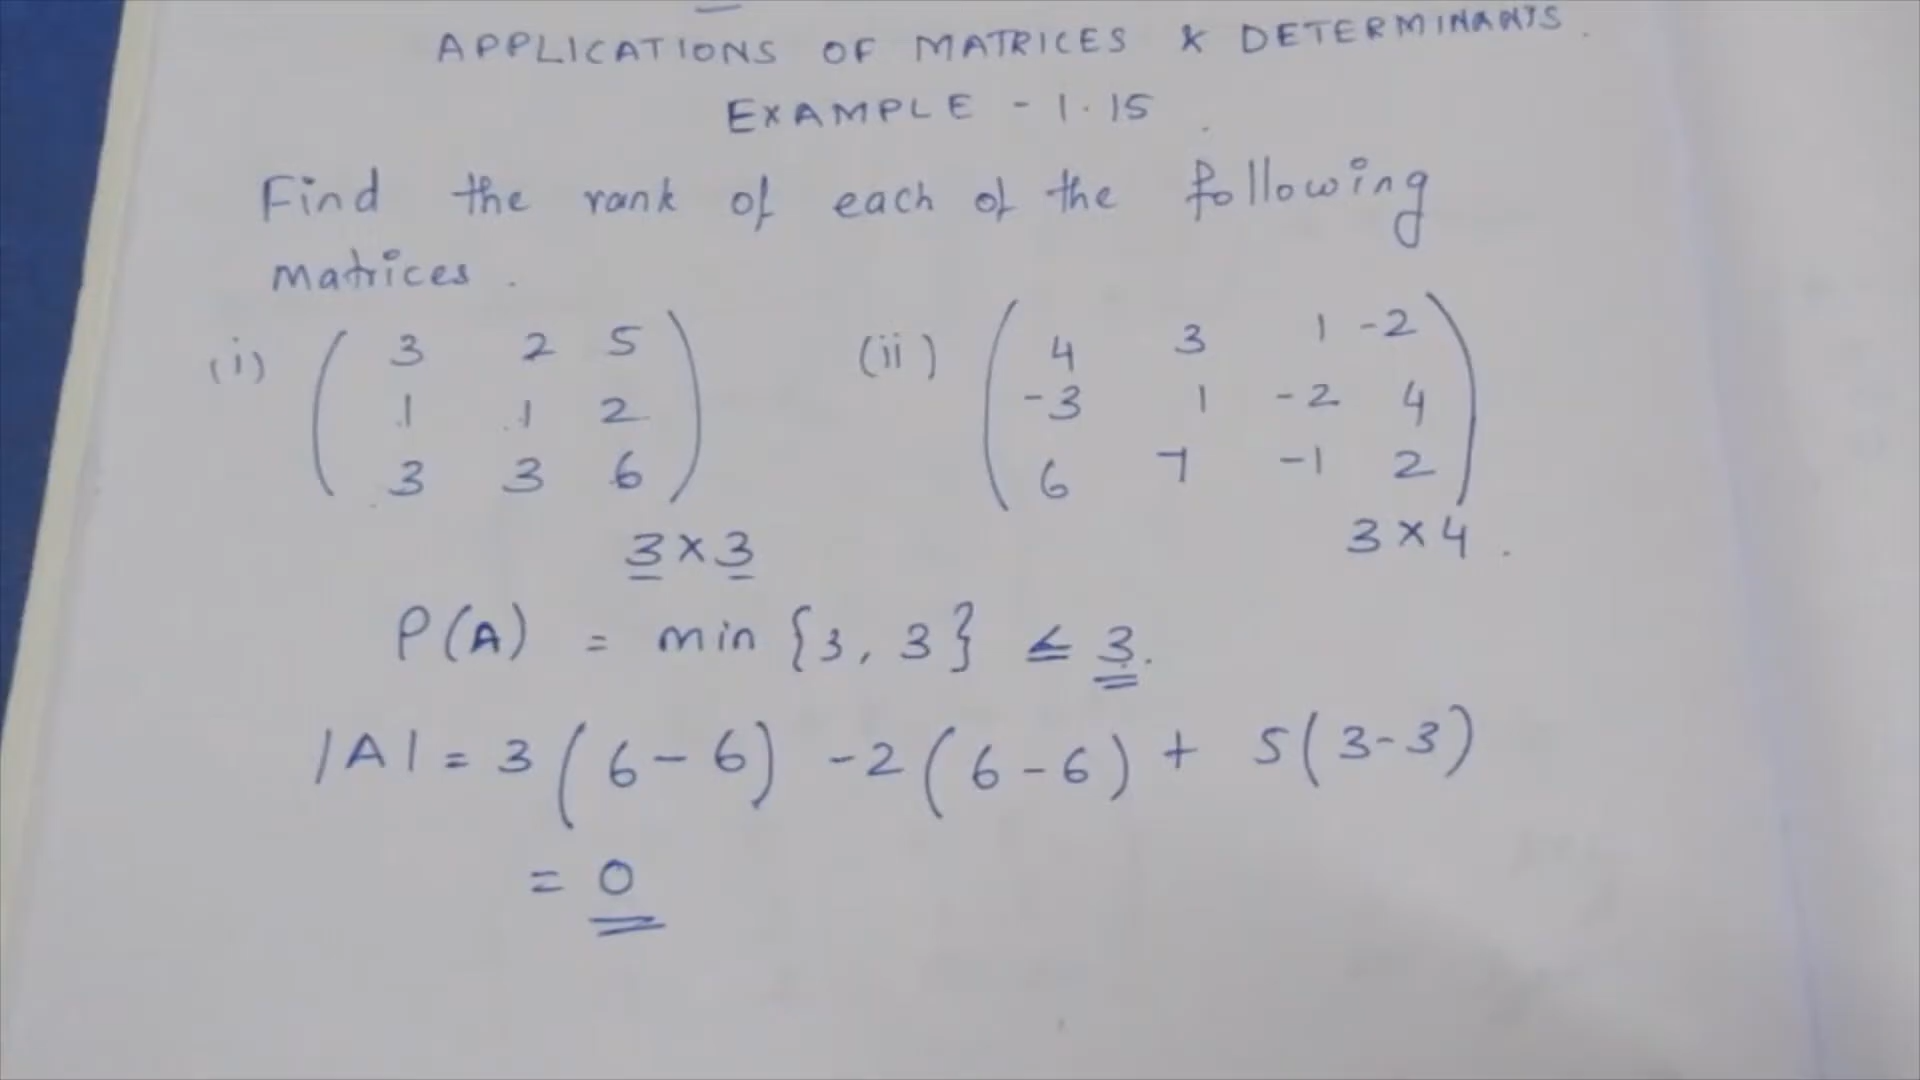 APPLICATIONS OF MATRICES & DETERMINANTS.
EXAMPLE - 1.15
Find the rank of each of the following
matrices.
(i) ( 3 2 5 ) (ii) ( 4 3 1 -2 )
1 1 2 -3 1 -2 4
3 3 6 6 7 -1 2
3×3 3×4.
P(A) = min {3, 3} ≤ 3.
|A| = 3(6-6) -2(6-6) + 5(3-3)
= 0